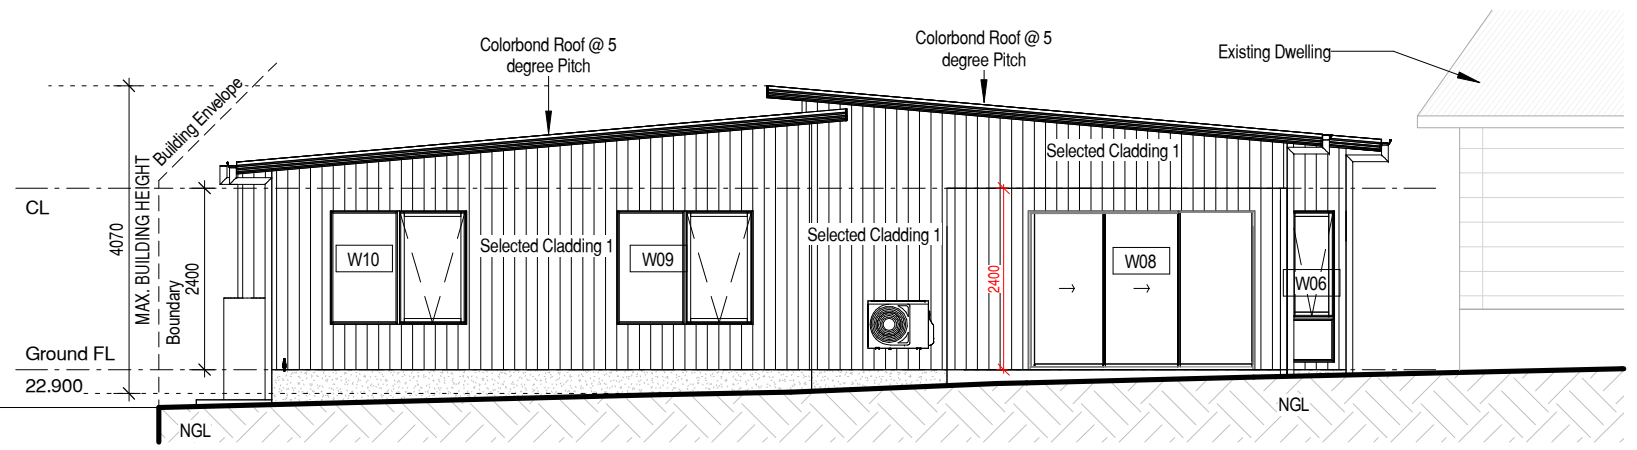 Colorbond Roof @ 5
degree Pitch
Colorbond Roof @ 5
degree Pitch
Existing Dwelling
Building Envelope
Selected Cladding 1
CL
4070
MAX. BUILDING HEIGHT
Boundary
2400
W10
Selected Cladding 1
W09
Selected Cladding 1
2400
W08
W06
Ground FL
22.900
NGL
NGL